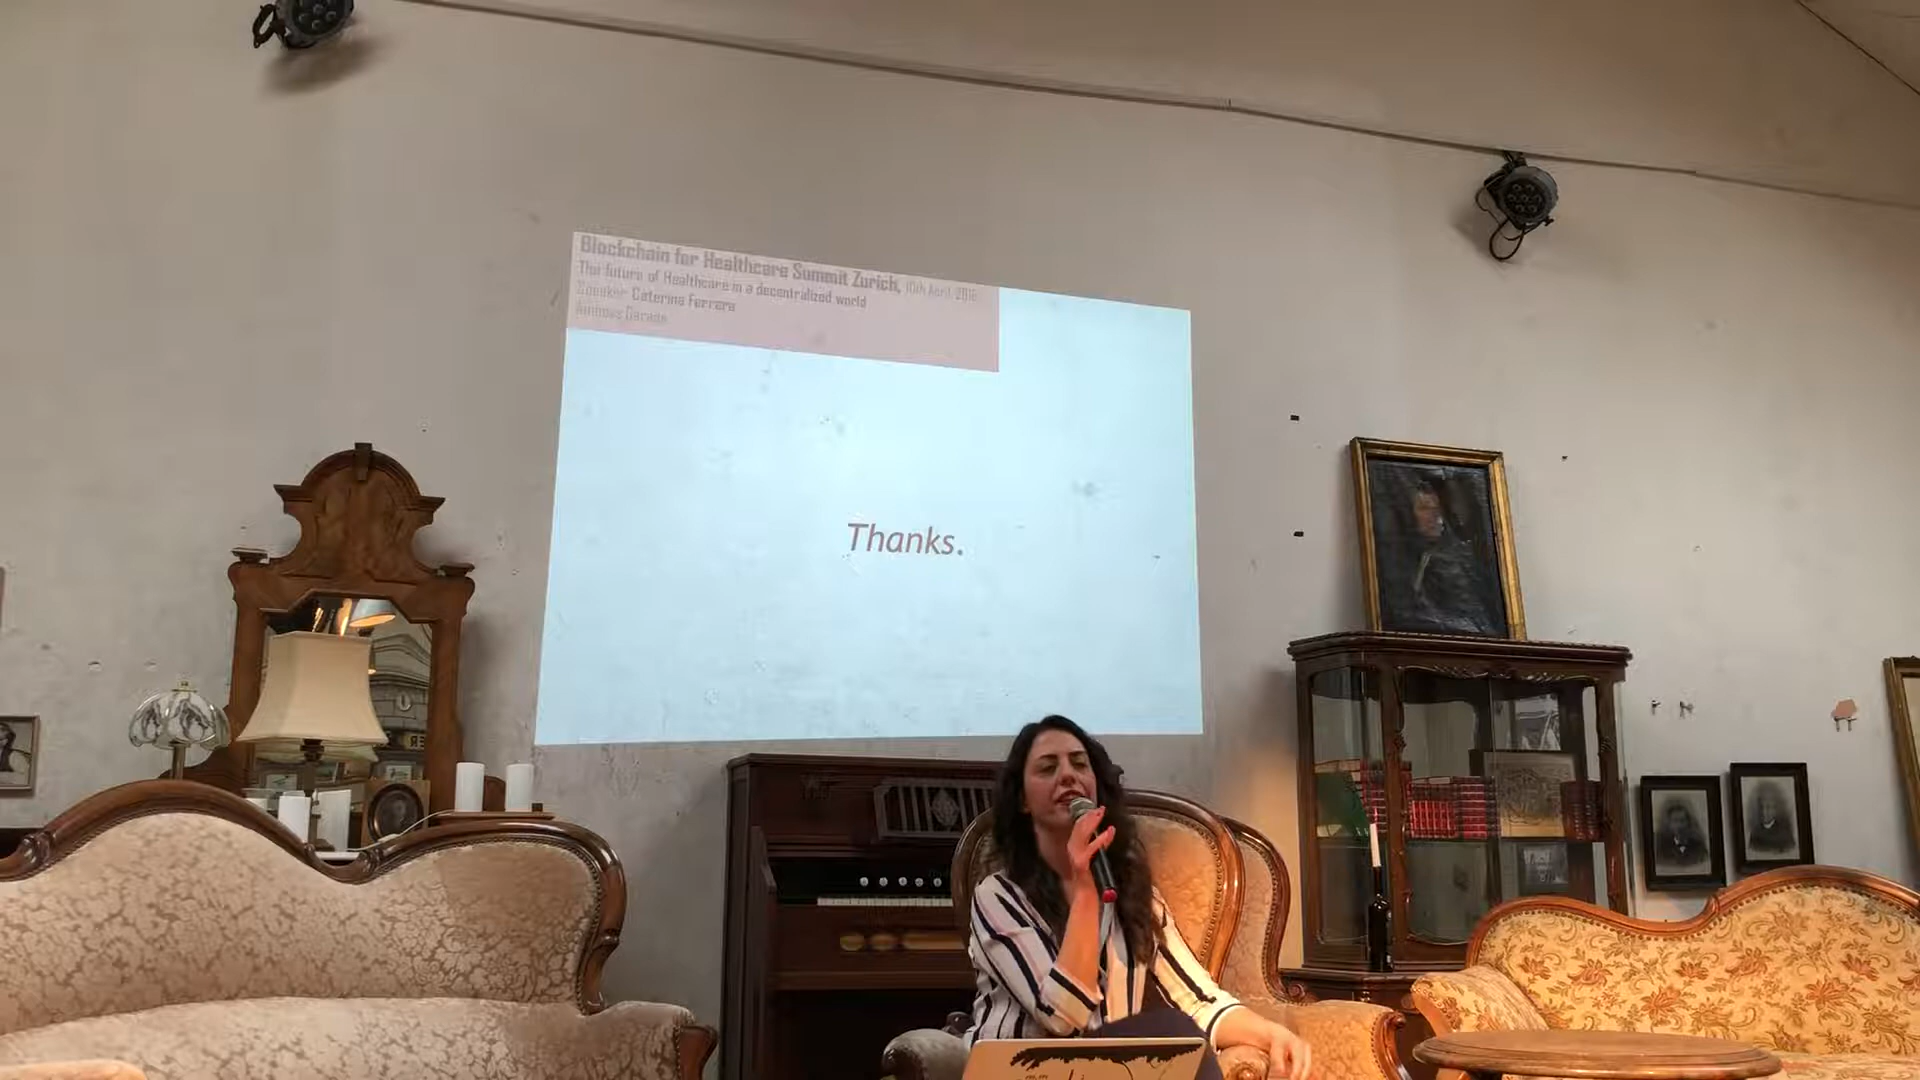 Blockchain for Healthcare Summit Zurich, 10th April, 2018
The future of Healthcare in a decentralized world
Speaker: Caterina Ferrara
Thanks.